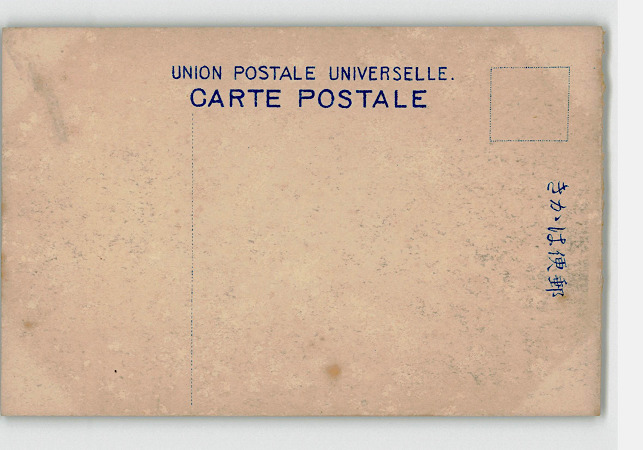 UNION POSTALE UNIVERSELLE.
CARTE POSTALE
郵便はがき